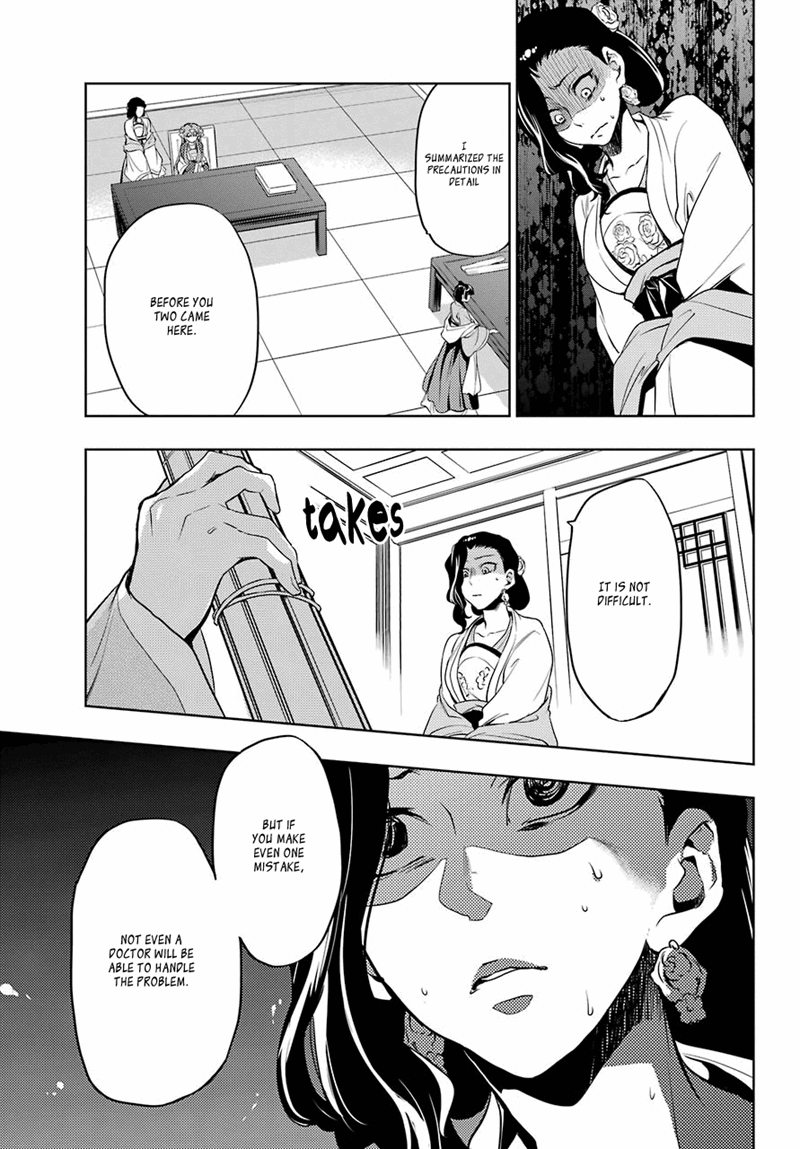 I
SUMMARIZED THE
PRECAUTIONS IN
DETAIL
BEFORE YOU
TWO CAME
HERE.
IT IS NOT
DIFFICULT.
takes
BUT IF
YOU MAKE
EVEN ONE
MISTAKE,
NOT EVEN A
DOCTOR WILL BE
ABLE TO HANDLE
THE PROBLEM.